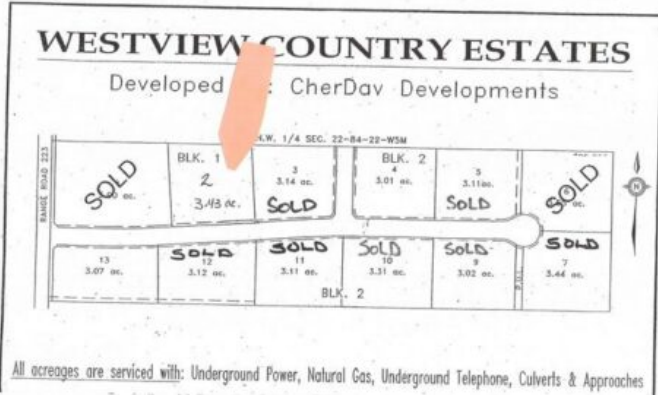 WESTVIEW COUNTRY ESTATES
Developed : CherDav Developments
N.W. 1/4 SEC. 22-84-22-W5M
RANGE ROAD 223
BLK. 1
2
3.43 ac.
SOLD
3
3.14 ac.
SOLD
BLK. 2
4
3.01 ac.
5
3.11ac.
SOLD
SOLD
N
13
3.07 ac.
SOLD
12
3.12 ac.
SOLD
11
3.11 ac.
SOLD
10
3.31 ac.
SOLD
9
3.02 ac.
P.U.L.
SOLD
7
3.44 ac.
BLK. 2
All acreages are serviced with: Underground Power, Natural Gas, Underground Telephone, Culverts & Approaches